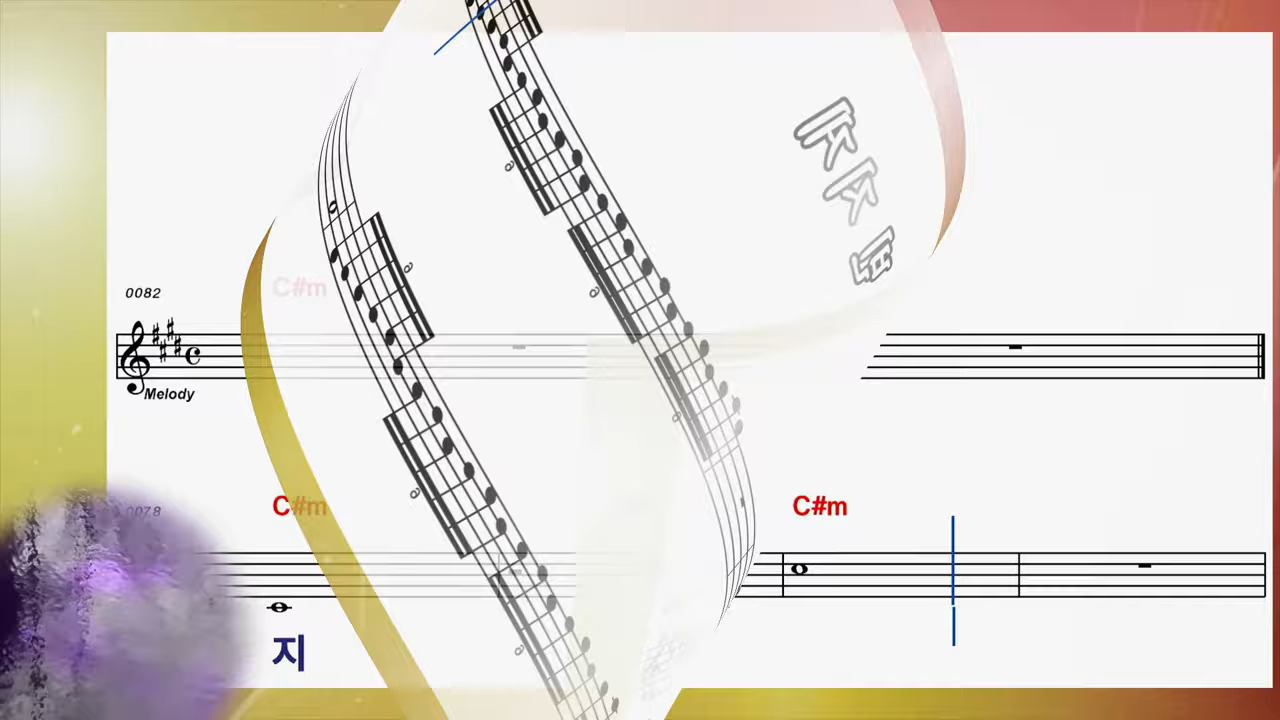 0082
C#m
Melody
0078
C#m C#m
지